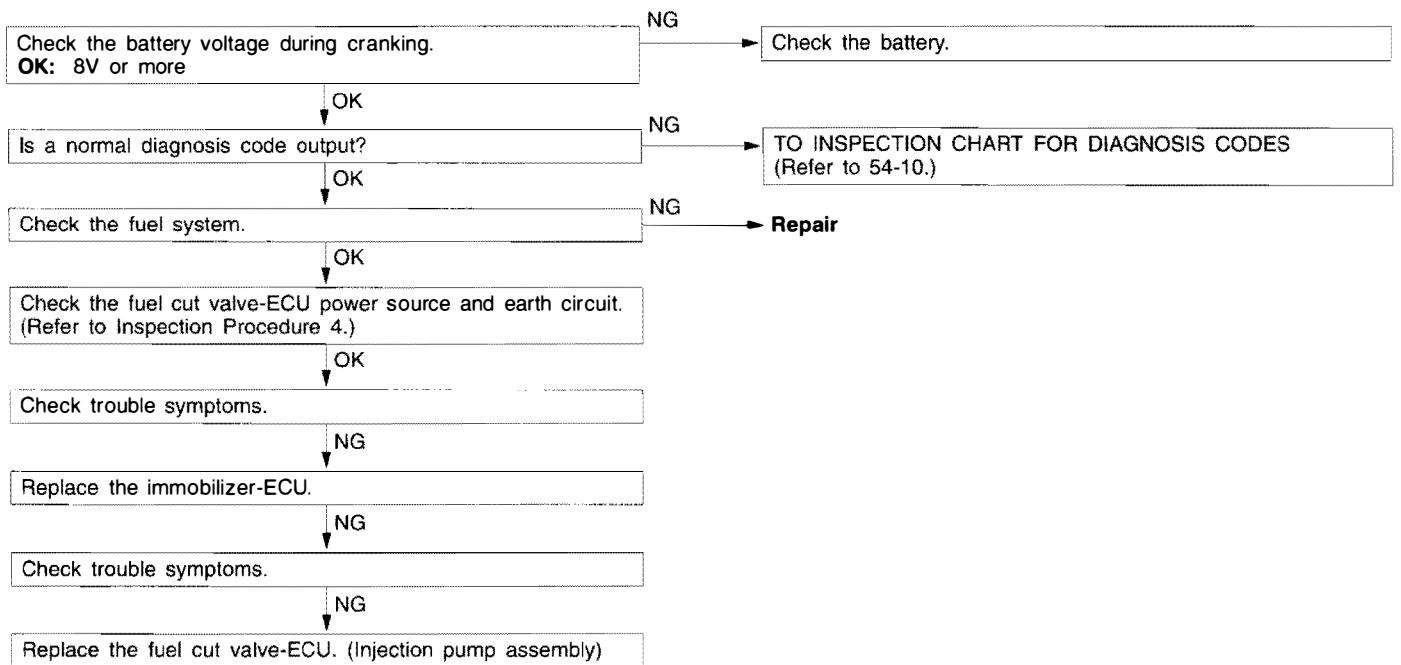 Check the battery voltage during cranking.
OK: 8V or more
NG
Check the battery.
OK
Is a normal diagnosis code output?
NG
TO INSPECTION CHART FOR DIAGNOSIS CODES
(Refer to 54-10.)
OK
Check the fuel system.
NG
Repair
OK
Check the fuel cut valve-ECU power source and earth circuit.
(Refer to Inspection Procedure 4.)
OK
Check trouble symptoms.
NG
Replace the immobilizer-ECU.
NG
Check trouble symptoms.
NG
Replace the fuel cut valve-ECU. (Injection pump assembly)